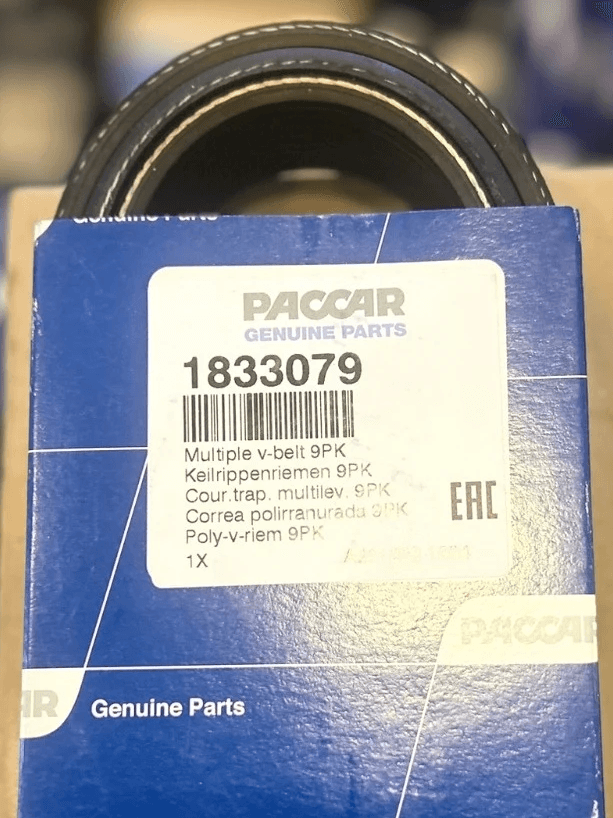 Genuine Parts
PACCAR
GENUINE PARTS
1833079
Multiple v-belt 9PK
Keilrippenriemen 9PK
Cour.trap. multilev. 9PK
Correa polirranurada 9PK
Poly-v-riem 9PK
1X
EAC
PACCAR
AR
Genuine Parts